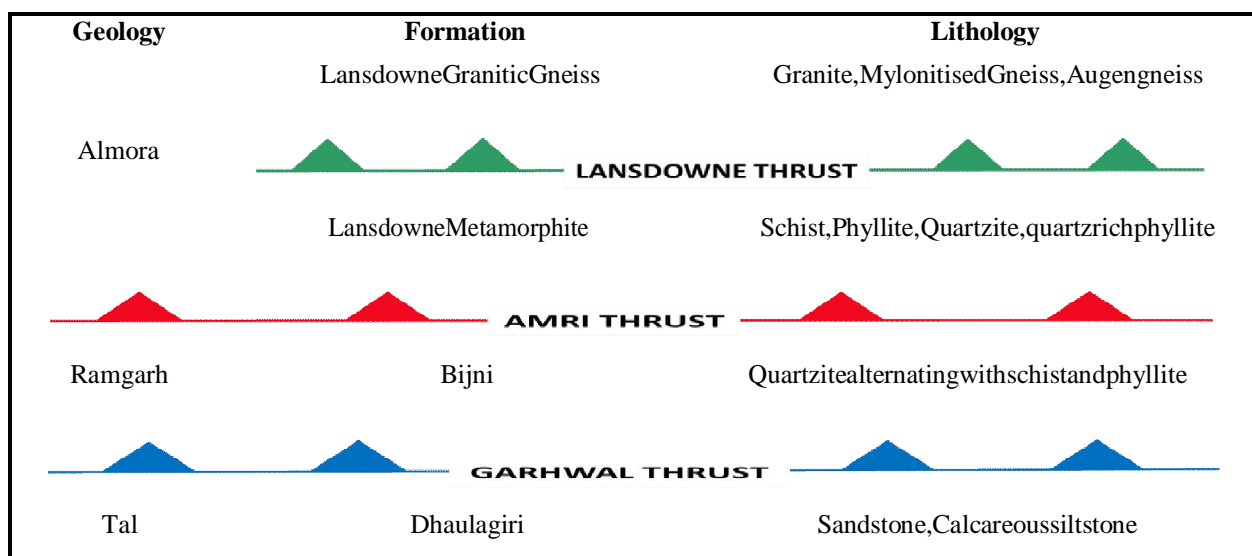 Geology Formation Lithology
LansdowneGraniticGneiss Granite,MylonitisedGneiss,Augengneiss
Almora
LANSDOWNE THRUST
LansdowneMetamorphite Schist,Phyllite,Quartzite,quartzrichphyllite
AMRI THRUST
Ramgarh Bijni Quartzitealternatingwithschistandphyllite
GARHWAL THRUST
Tal Dhaulagiri Sandstone,Calcareoussiltstone